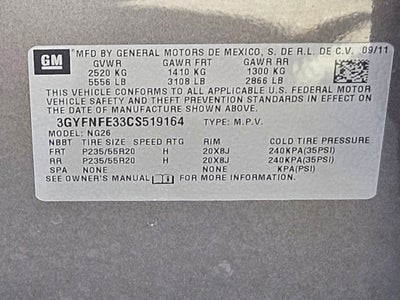 GM MFD BY GENERAL MOTORS DE MEXICO, S. DE R.L. DE C.V. 09/11
GVWR GAWR FRT GAWR RR
2520 KG 1410 KG 1300 KG
5556 LB 3108 LB 2866 LB
THIS VEHICLE CONFORMS TO ALL APPLICABLE U.S. FEDERAL MOTOR
VEHICLE SAFETY, BUMPER, AND THEFT PREVENTION STANDARDS IN
EFFECT ON THE DATE OF MANUFACTURE SHOWN ABOVE.
3GYFNFE33CS519164 TYPE: M.P.V.
MODEL: NG26
NBBT TIRE SIZE SPEED RTG RIM COLD TIRE PRESSURE
FRT P235/55R20 H 20X8J 240KPA(35PSI)
RR P235/55R20 H 20X8J 240KPA(35PSI)
SPA NONE NONE KPA(PSI)
SEE OWNER'S MANUAL FOR MORE INFORMATION.